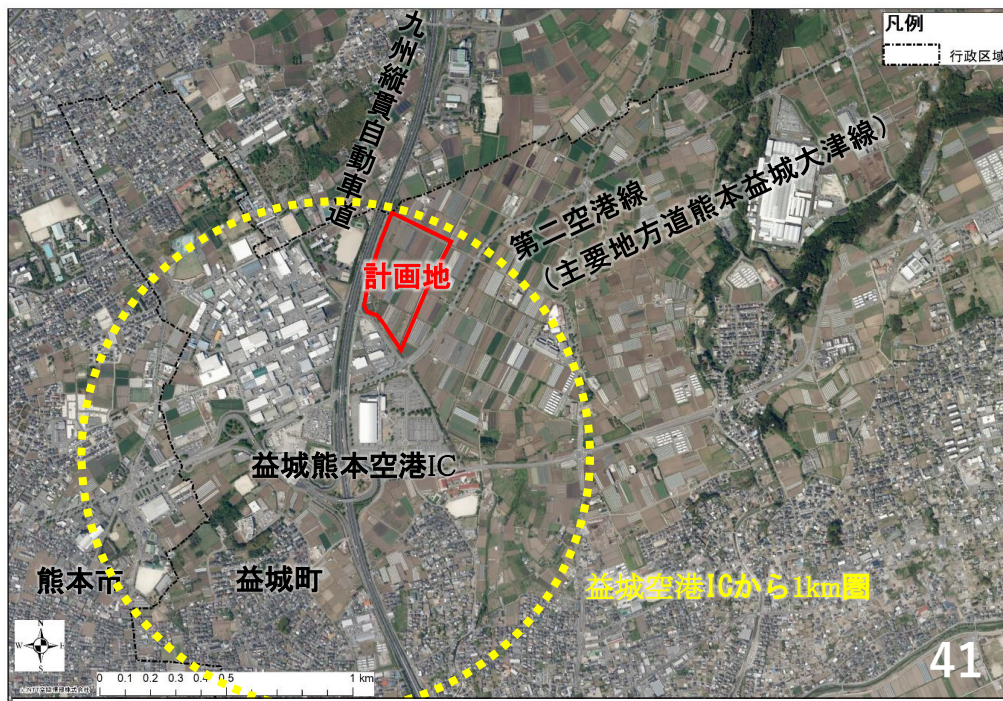 凡例
行政区域
九州縦貫自動車道
第二空港線
(主要地方道熊本益城大津線)
計画地
益城熊本空港IC
熊本市
益城町
益城空港ICから1km圏
N
W
E
S
0 0.1 0.2 0.3 0.4 0.5 1 km
41